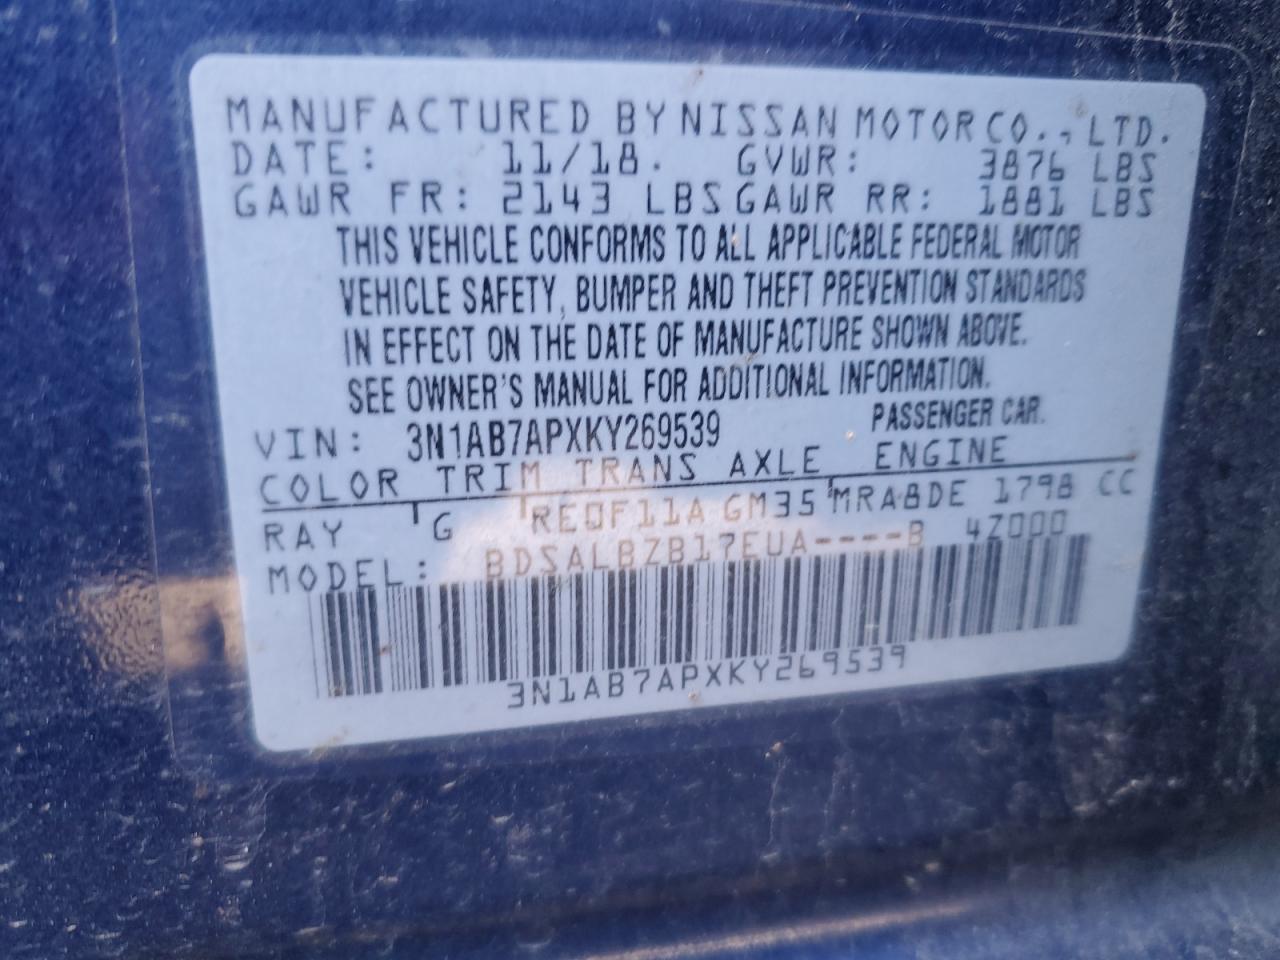 MANUFACTURED BY NISSAN MOTOR CO., LTD.
DATE: 11/18. GVWR: 3876 LBS
GAWR FR: 2143 LBS GAWR RR: 1881 LBS
THIS VEHICLE CONFORMS TO ALL APPLICABLE FEDERAL MOTOR
VEHICLE SAFETY, BUMPER AND THEFT PREVENTION STANDARDS
IN EFFECT ON THE DATE OF MANUFACTURE SHOWN ABOVE.
SEE OWNER'S MANUAL FOR ADDITIONAL INFORMATION.
VIN: 3N1AB7APXKY269539 PASSENGER CAR.
COLOR TRIM TRANS AXLE ENGINE
RAY G RE0F11A GM35 MRA8DE 1798 CC
MODEL: BDSALBZB17EUA----B 4Z000
3N1AB7APXKY269539